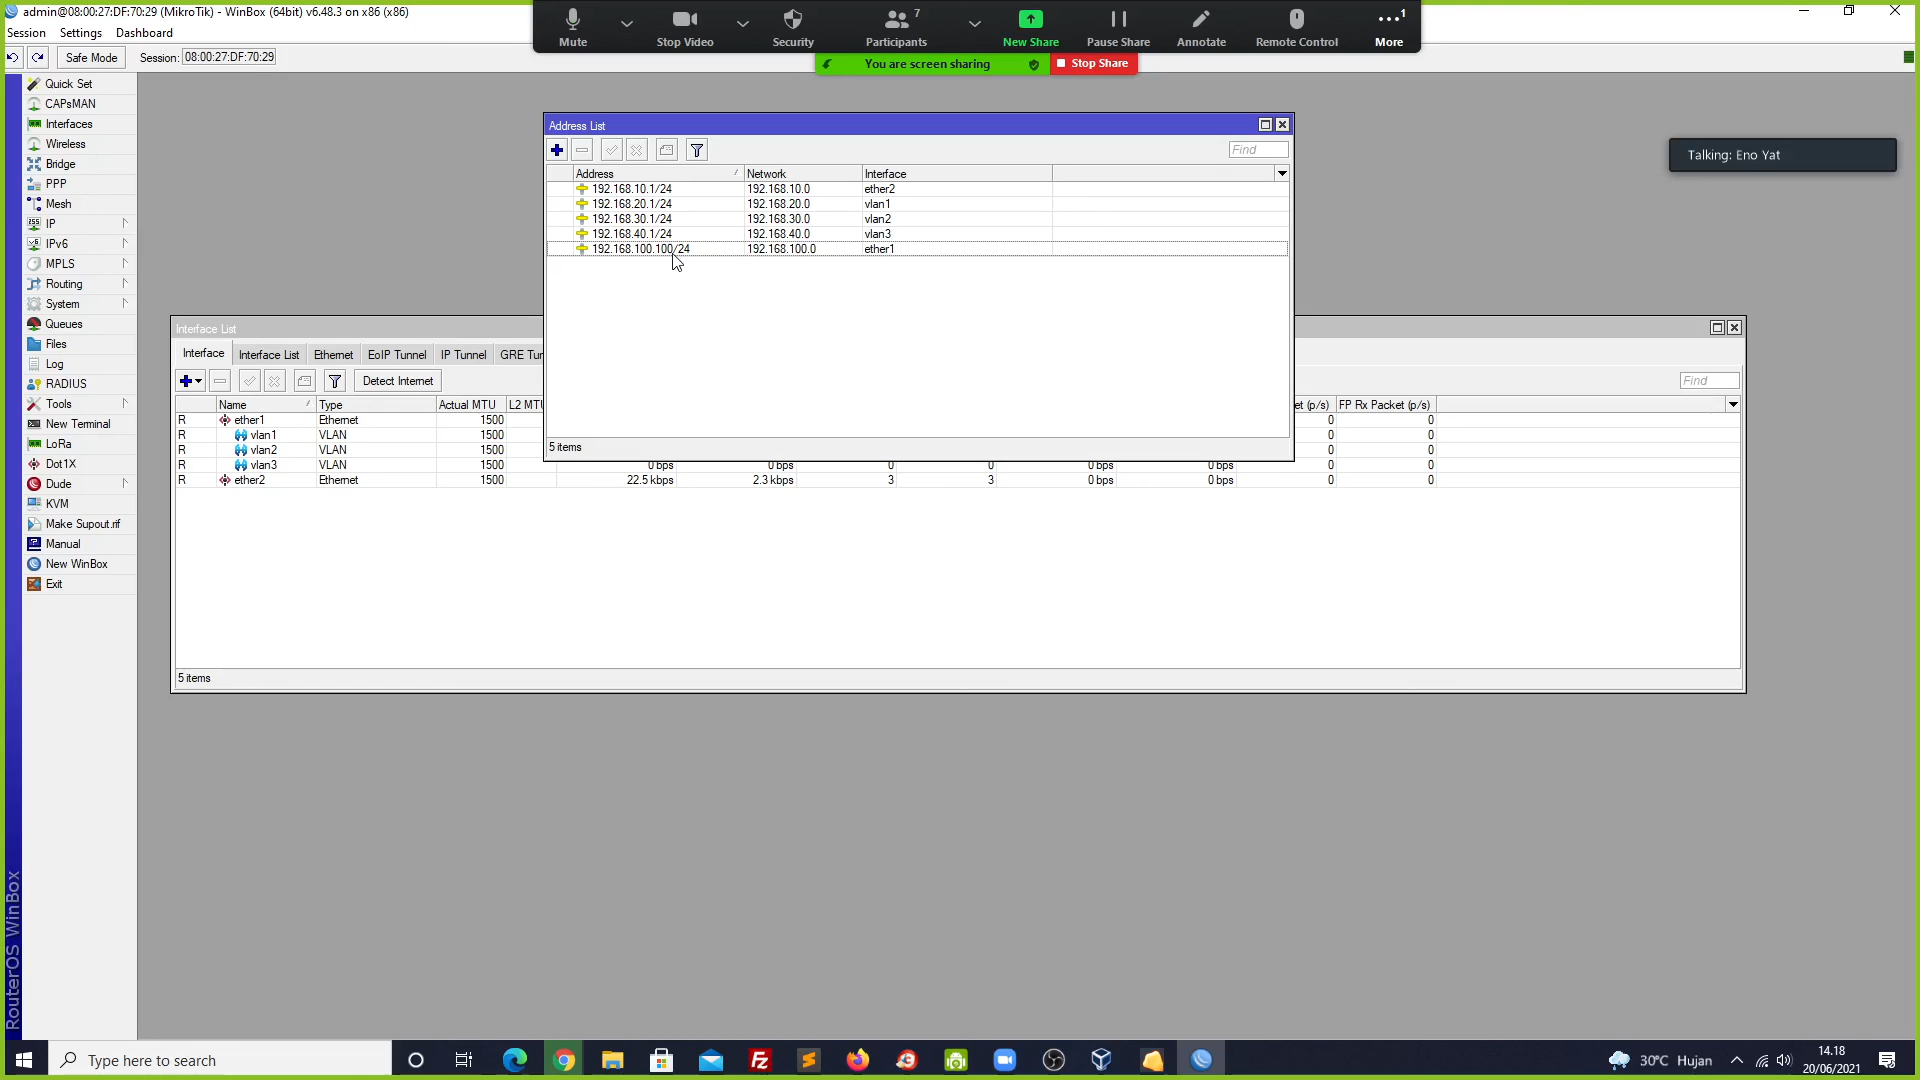 admin@08:00:27:DF:70:29 (MikroTik) - WinBox (64bit) v6.48.3 on x86 (x86)
Session Settings Dashboard
Safe Mode Session: 08:00:27:DF:70:29
Mute Stop Video Security Participants 7 New Share Pause Share Annotate Remote Control More 1
You are screen sharing Stop Share
Talking: Eno Yat
Quick Set
CAPsMAN
Interfaces
Wireless
Bridge
PPP
Mesh
IP
IPv6
MPLS
Routing
System
Queues
Files
Log
RADIUS
Tools
New Terminal
LoRa
Dot1X
Dude
KVM
Make Supout.rif
Manual
New WinBox
Exit
RouterOS WinBox
Address List
Find
Address Network Interface
192.168.10.1/24 192.168.10.0 ether2
192.168.20.1/24 192.168.20.0 vlan1
192.168.30.1/24 192.168.30.0 vlan2
192.168.40.1/24 192.168.40.0 vlan3
192.168.100.100/24 192.168.100.0 ether1
5 items
Interface List
Interface Interface List Ethernet EoIP Tunnel IP Tunnel GRE Tun
Detect Internet Find
Name Type Actual MTU L2 MTU et (p/s) FP Rx Packet (p/s)
R ether1 Ethernet 1500 0 0
R vlan1 VLAN 1500 0 0
R vlan2 VLAN 1500 0 0
R vlan3 VLAN 1500 0 bps 0 bps 0 0 0 bps 0 bps 0 0
R ether2 Ethernet 1500 22.5 kbps 2.3 kbps 3 3 0 bps 0 bps 0 0
5 items
Type here to search
30°C Hujan
14.18
20/06/2021